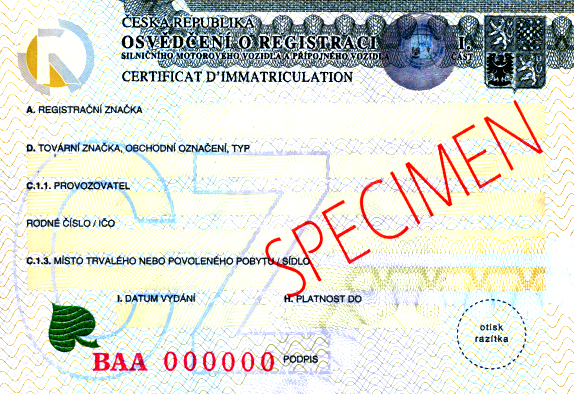 ČESKÁ REPUBLIKA
OSVĚDČENÍ O REGISTRACI I.
SILNIČNÍHO MOTOROVÉHO VOZIDLA A PŘÍPOJNÉHO VOZIDLA ČÁST
CERTIFICAT D'IMMATRICULATION
A. REGISTRAČNÍ ZNAČKA
D. TOVÁRNÍ ZNAČKA, OBCHODNÍ OZNAČENÍ, TYP
C.1.1. PROVOZOVATEL
RODNÉ ČÍSLO / IČO
C.1.3. MÍSTO TRVALÉHO NEBO POVOLENÉHO POBYTU / SÍDLO
I. DATUM VYDÁNÍ H. PLATNOST DO
BAA 000000 PODPIS
otisk
razítka
SPECIMEN
CZ